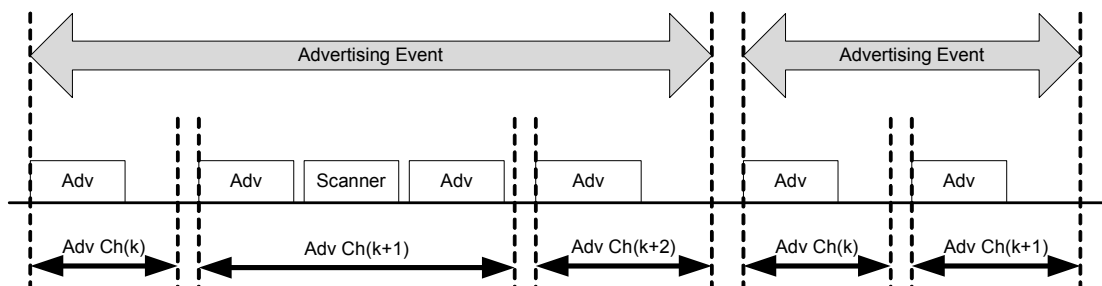 Advertising Event
Advertising Event
Adv
Adv
Scanner
Adv
Adv
Adv
Adv
Adv Ch(k)
Adv Ch(k+1)
Adv Ch(k+2)
Adv Ch(k)
Adv Ch(k+1)